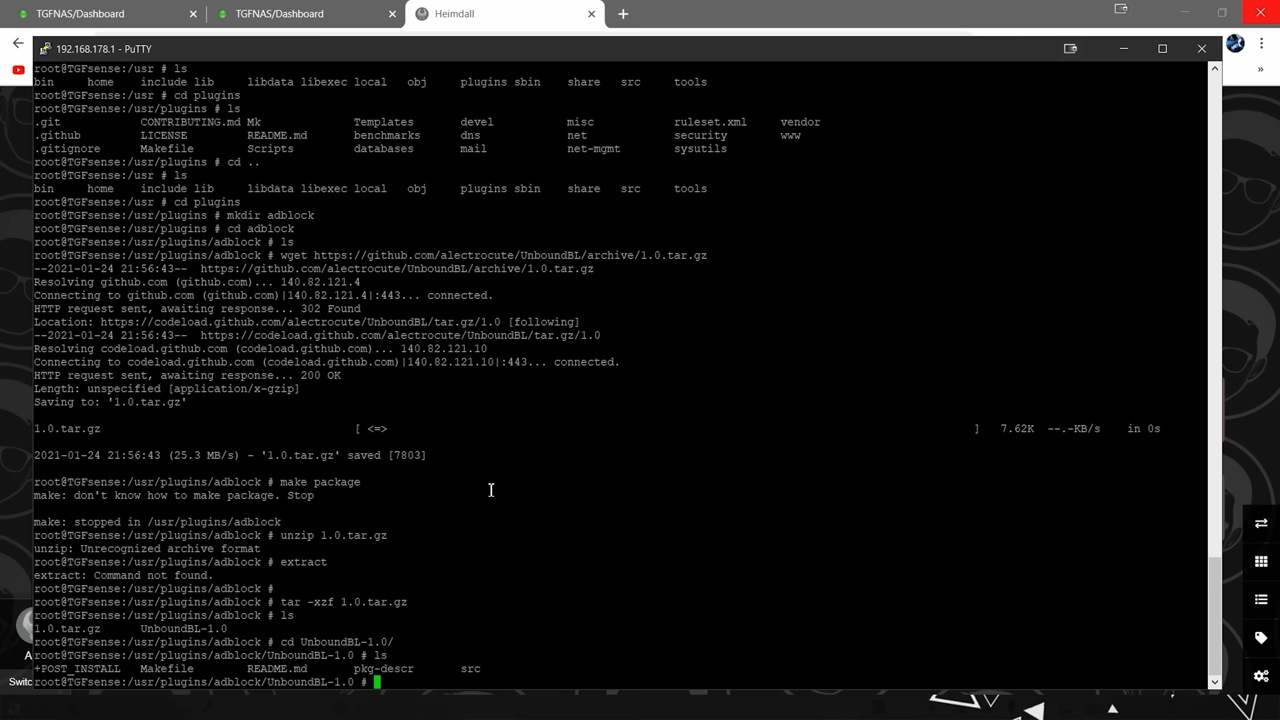 TGFNAS/Dashboard TGFNAS/Dashboard Heimdall
192.168.178.1 - PuTTY
root@TGFsense:/usr # ls
bin home include lib libdata libexec local obj plugins sbin share src tools
root@TGFsense:/usr # cd plugins
root@TGFsense:/usr/plugins # ls
.git CONTRIBUTING.md Mk Templates devel misc ruleset.xml vendor
.github LICENSE README.md benchmarks dns net security www
.gitignore Makefile Scripts databases mail net-mgmt sysutils
root@TGFsense:/usr/plugins # cd ..
root@TGFsense:/usr # ls
bin home include lib libdata libexec local obj plugins sbin share src tools
root@TGFsense:/usr # cd plugins
root@TGFsense:/usr/plugins # mkdir adblock
root@TGFsense:/usr/plugins # cd adblock
root@TGFsense:/usr/plugins/adblock # ls
root@TGFsense:/usr/plugins/adblock # wget https://github.com/alectrocute/UnboundBL/archive/1.0.tar.gz
--2021-01-24 21:56:43-- https://github.com/alectrocute/UnboundBL/archive/1.0.tar.gz
Resolving github.com (github.com)... 140.82.121.4
Connecting to github.com (github.com)|140.82.121.4|:443... connected.
HTTP request sent, awaiting response... 302 Found
Location: https://codeload.github.com/alectrocute/UnboundBL/tar.gz/1.0 [following]
--2021-01-24 21:56:43-- https://codeload.github.com/alectrocute/UnboundBL/tar.gz/1.0
Resolving codeload.github.com (codeload.github.com)... 140.82.121.10
Connecting to codeload.github.com (codeload.github.com)|140.82.121.10|:443... connected.
HTTP request sent, awaiting response... 200 OK
Length: unspecified [application/x-gzip]
Saving to: '1.0.tar.gz'
1.0.tar.gz [ <=> ] 7.62K --.-KB/s in 0s
2021-01-24 21:56:43 (25.3 MB/s) - '1.0.tar.gz' saved [7803]
root@TGFsense:/usr/plugins/adblock # make package
make: don't know how to make package. Stop
make: stopped in /usr/plugins/adblock
root@TGFsense:/usr/plugins/adblock # unzip 1.0.tar.gz
unzip: Unrecognized archive format
root@TGFsense:/usr/plugins/adblock # extract
extract: Command not found.
root@TGFsense:/usr/plugins/adblock #
root@TGFsense:/usr/plugins/adblock # tar -xzf 1.0.tar.gz
root@TGFsense:/usr/plugins/adblock # ls
1.0.tar.gz UnboundBL-1.0
root@TGFsense:/usr/plugins/adblock # cd UnboundBL-1.0/
root@TGFsense:/usr/plugins/adblock/UnboundBL-1.0 # ls
+POST_INSTALL Makefile README.md pkg-descr src
root@TGFsense:/usr/plugins/adblock/UnboundBL-1.0 #